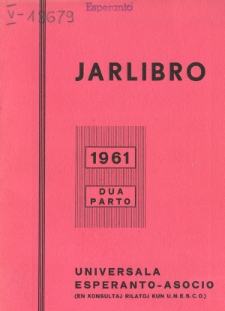 Esperanto
V-19679
JARLIBRO
1961
DUA
PARTO
UNIVERSALA
ESPERANTO-ASOCIO
(EN KONSULTAJ RILATOJ KUN U.N.E.S.C.O.)